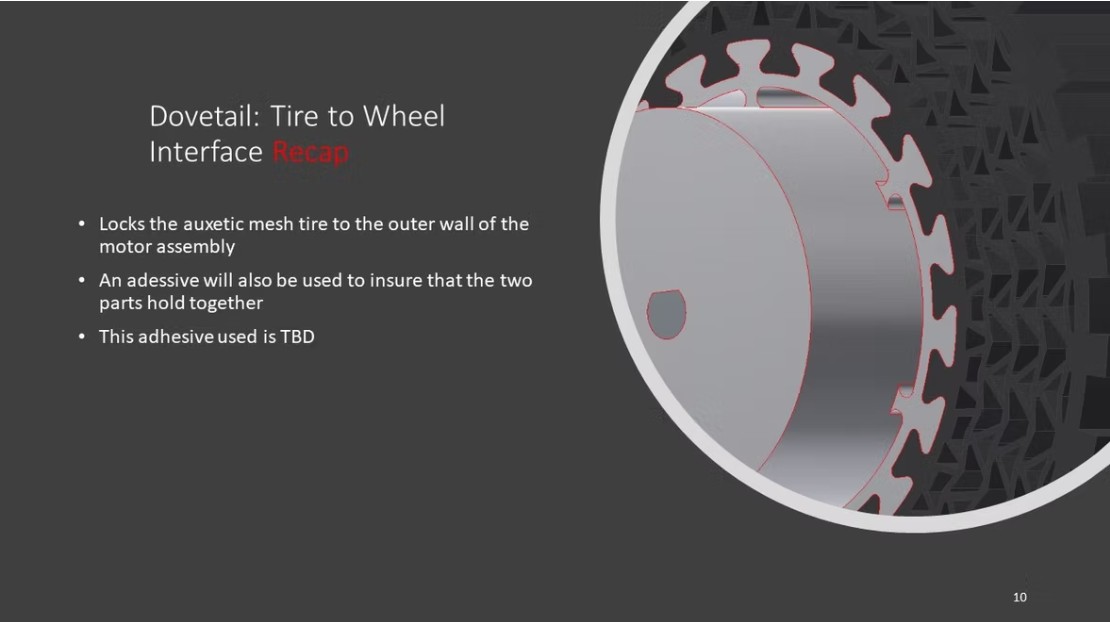 Dovetail: Tire to Wheel
Interface Recap
• Locks the auxetic mesh tire to the outer wall of the
motor assembly
• An adessive will also be used to insure that the two
parts hold together
• This adhesive used is TBD
10